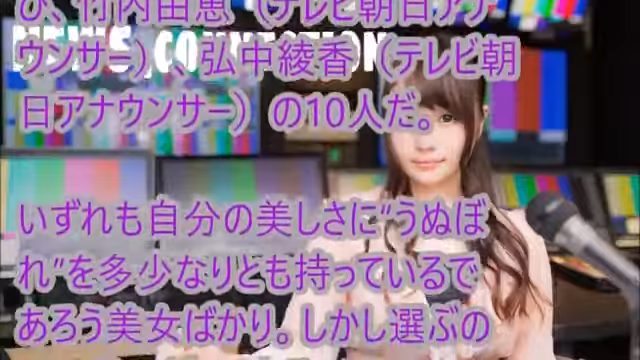 び、竹内由恵（テレビ朝日アナ
ウンサー）、弘中綾香（テレビ朝
日アナウンサー）の10人だ。
いずれも自分の美しさに“うぬぼ
れ”を多少なりとも持っているで
あろう美女ばかり。しかし選ぶの